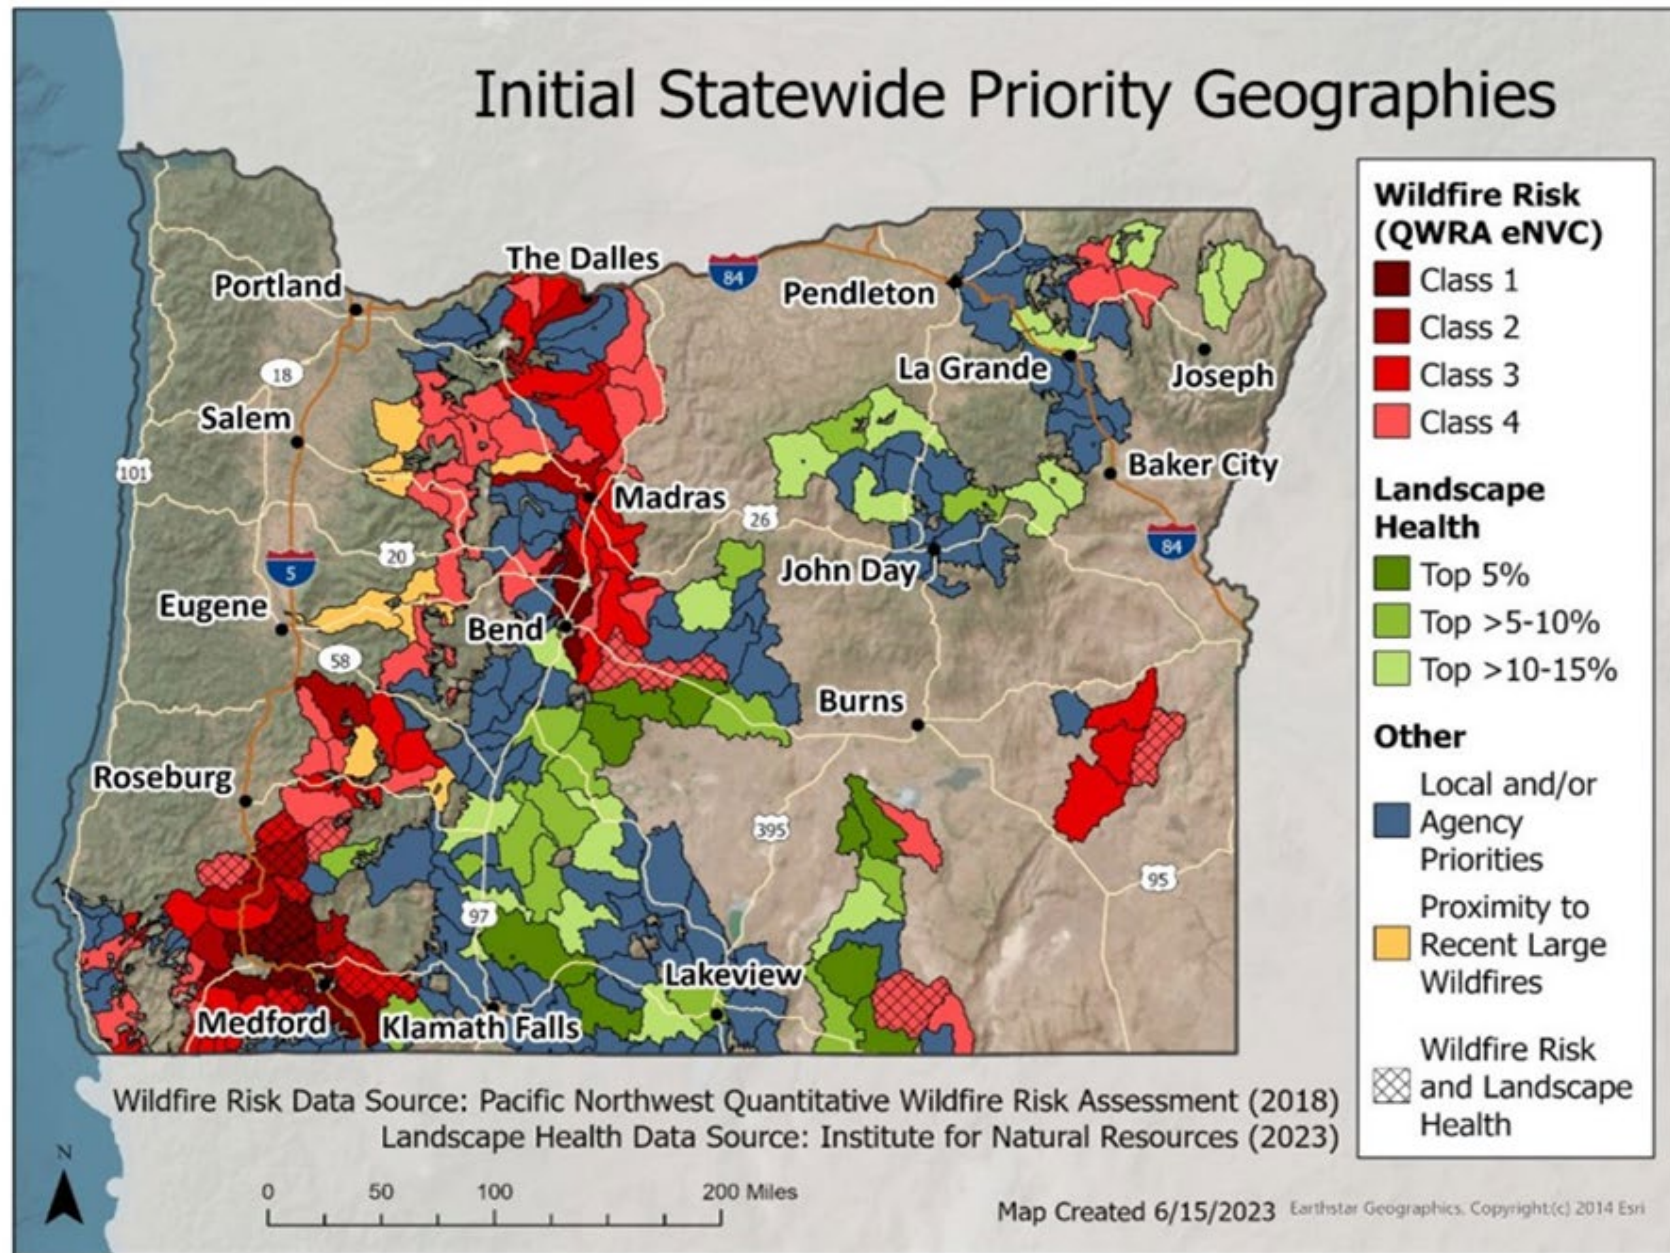 Initial Statewide Priority Geographies
The Dalles
84
Portland
Pendleton
18
La Grande
Joseph
Salem
101
Baker City
Madras
26
20
84
5
John Day
Eugene
Bend
58
Burns
Roseburg
395
95
97
Lakeview
Medford
Klamath Falls
Wildfire Risk
(QWRA eNVC)
Class 1
Class 2
Class 3
Class 4
Landscape
Health
Top 5%
Top >5-10%
Top >10-15%
Other
Local and/or
Agency
Priorities
Proximity to
Recent Large
Wildfires
Wildfire Risk
and Landscape
Health
Wildfire Risk Data Source: Pacific Northwest Quantitative Wildfire Risk Assessment (2018)
Landscape Health Data Source: Institute for Natural Resources (2023)
N
0 50 100 200 Miles
Map Created 6/15/2023
Earthstar Geographics, Copyright:(c) 2014 Esri